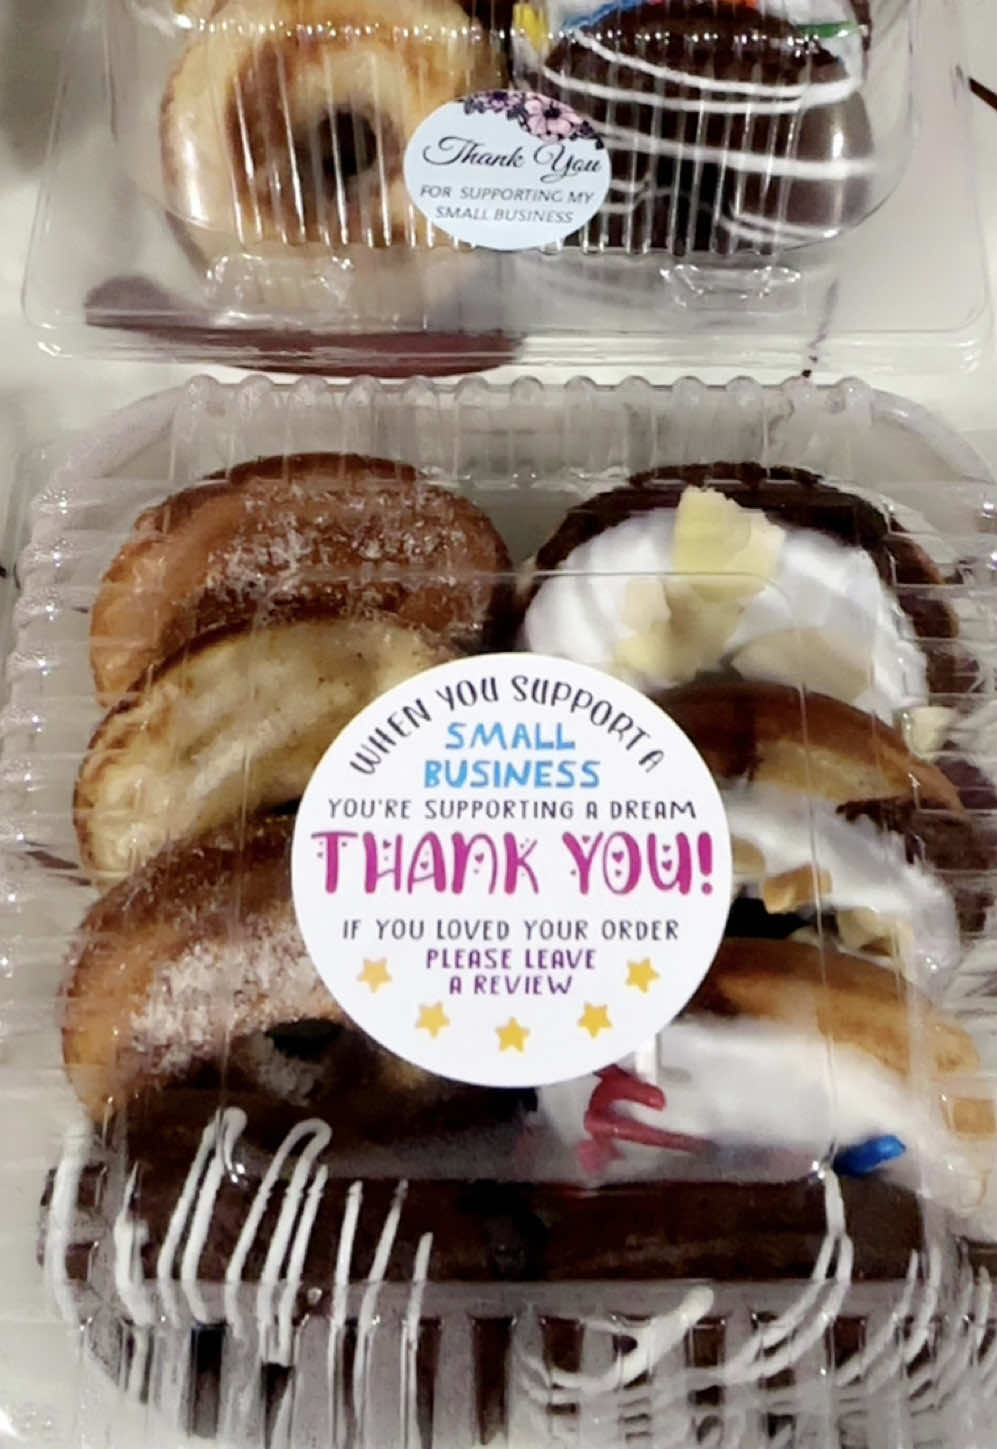 Thank You
FOR SUPPORTING MY
SMALL BUSINESS
WHEN YOU SUPPORT A
SMALL
BUSINESS
YOU'RE SUPPORTING A DREAM
THANK YOU!
IF YOU LOVED YOUR ORDER
PLEASE LEAVE
A REVIEW